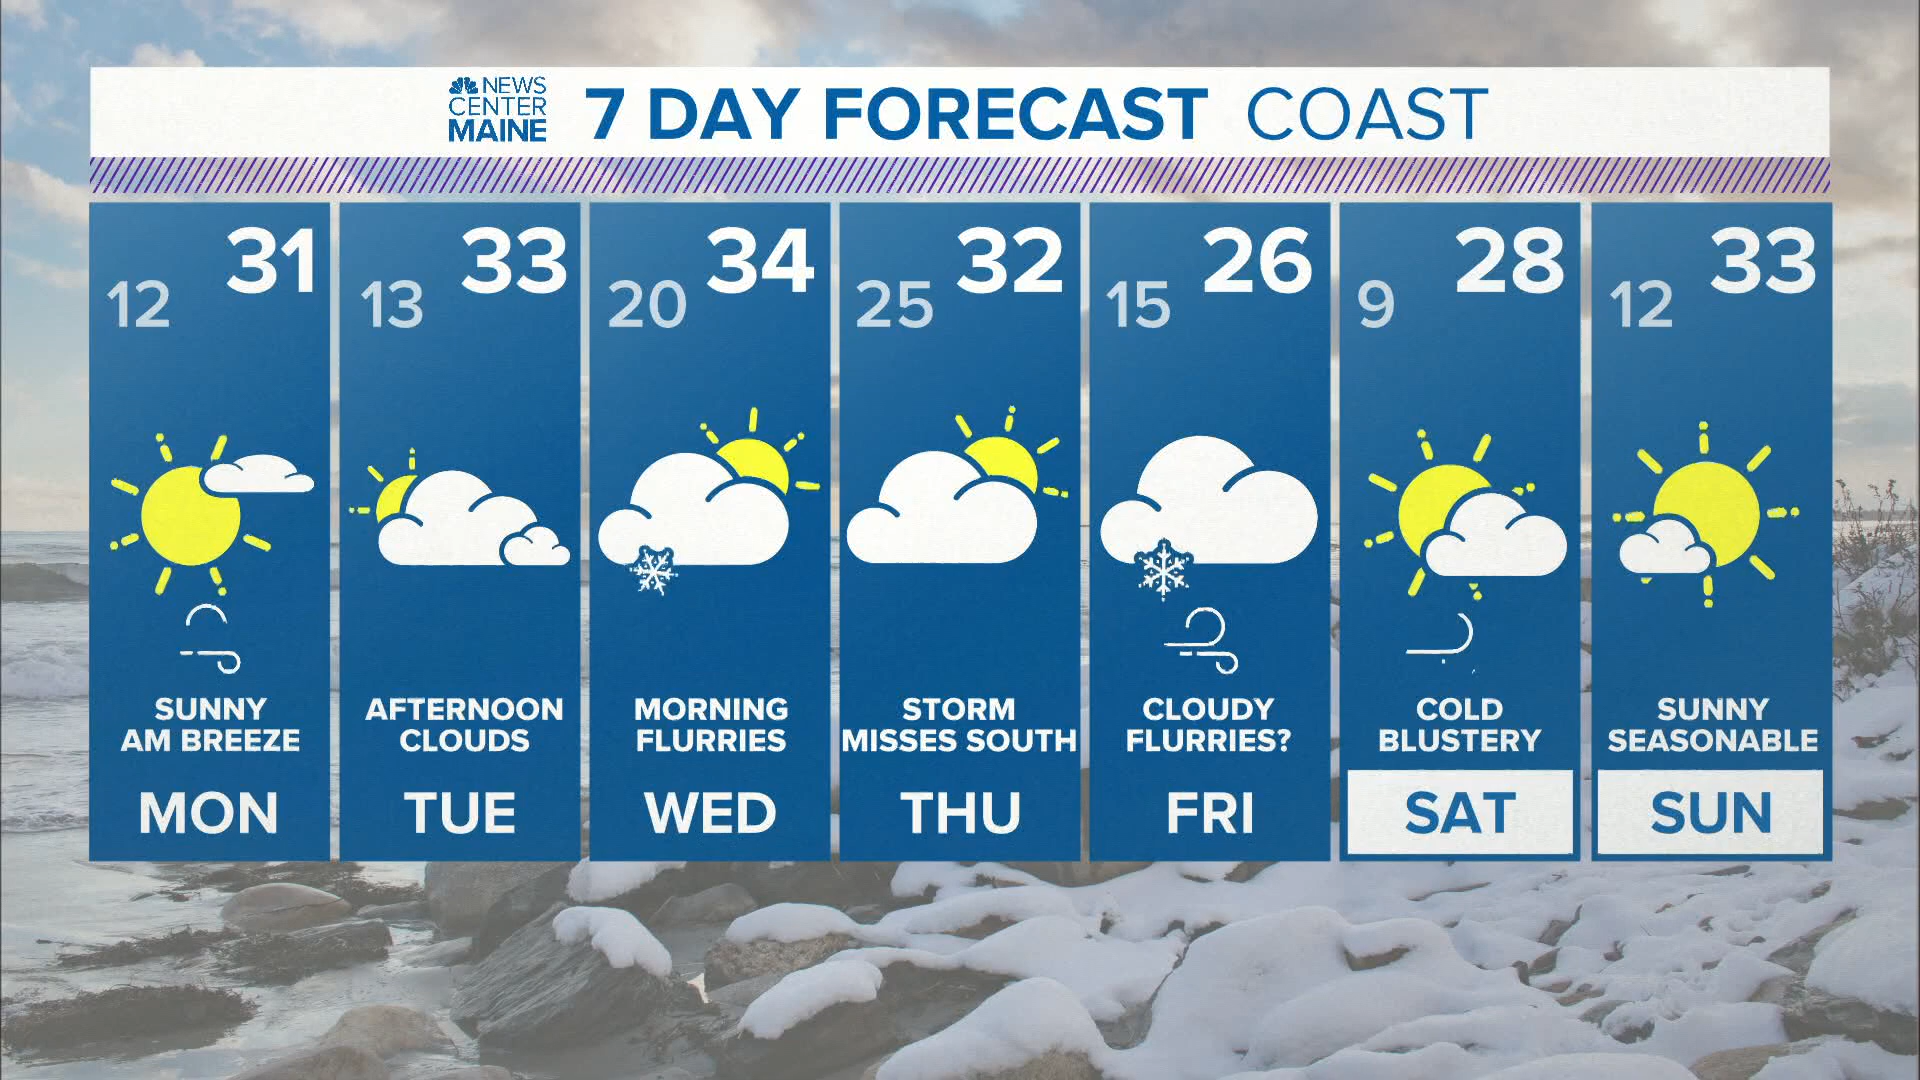 NEWS
CENTER
MAINE
7 DAY FORECAST COAST
12 31
SUNNY
AM BREEZE
MON
13 33
AFTERNOON
CLOUDS
TUE
20 34
MORNING
FLURRIES
WED
25 32
STORM
MISSES SOUTH
THU
15 26
CLOUDY
FLURRIES?
FRI
9 28
COLD
BLUSTERY
SAT
12 33
SUNNY
SEASONABLE
SUN